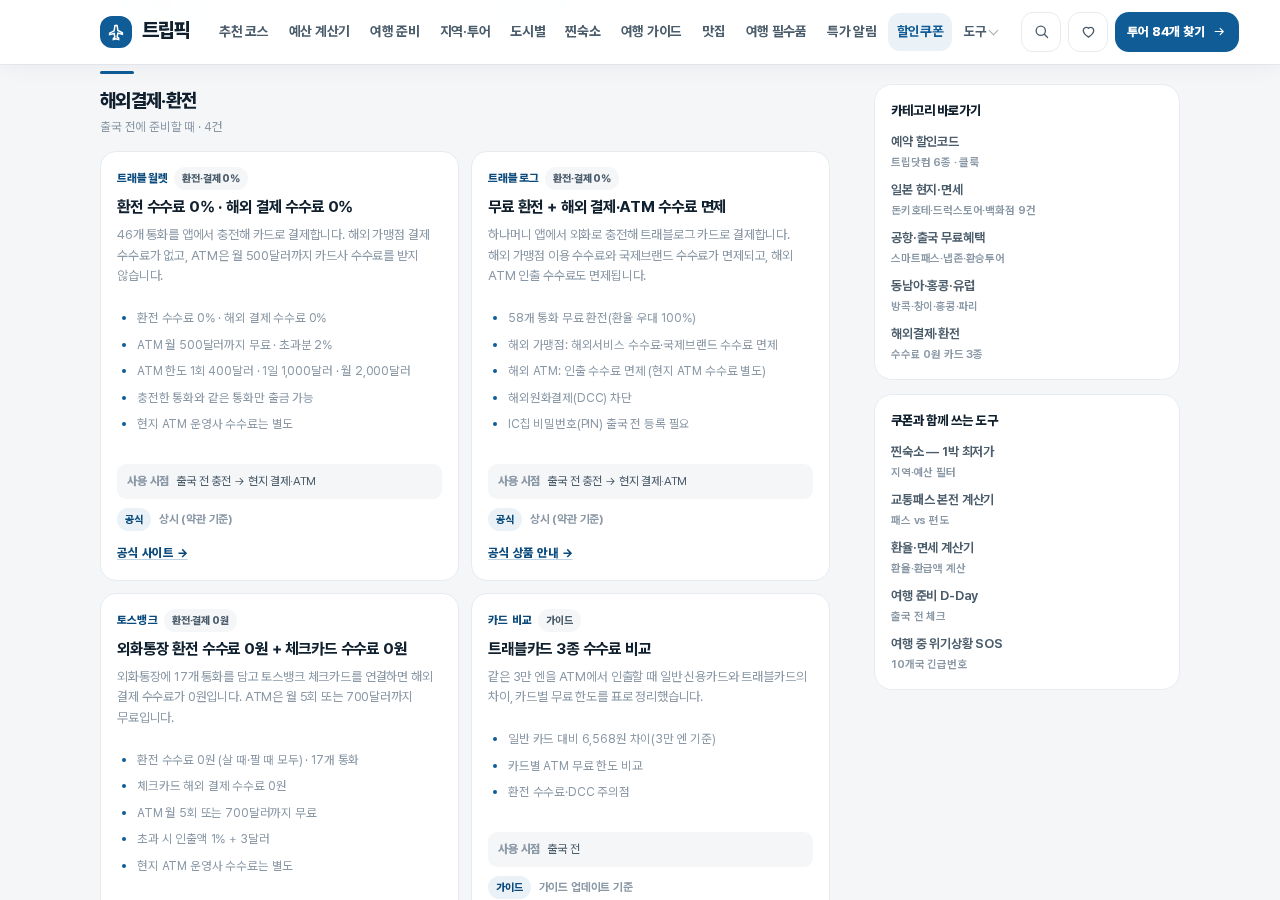 트립픽
추천 코스
예산 계산기
여행 준비
지역·투어
도시별
찐숙소
여행 가이드
맛집
여행 필수품
특가 알림
할인쿠폰
도구
투어 84개 찾기 →
해외결제·환전
출국 전에 준비할 때 · 4건
트래블월렛 환전·결제 0%
환전 수수료 0% · 해외 결제 수수료 0%
46개 통화를 앱에서 충전해 카드로 결제합니다. 해외 가맹점 결제
수수료가 없고, ATM은 월 500달러까지 카드사 수수료를 받지
않습니다.
환전 수수료 0% · 해외 결제 수수료 0%
ATM 월 500달러까지 무료 · 초과분 2%
ATM 한도 1회 400달러 · 1일 1,000달러 · 월 2,000달러
충전한 통화와 같은 통화만 출금 가능
현지 ATM 운영사 수수료는 별도
사용 시점 출국 전 충전 → 현지 결제·ATM
공식 상시 (약관 기준)
공식 사이트 →
트래블로그 환전·결제 0%
무료 환전 + 해외 결제·ATM 수수료 면제
하나머니 앱에서 외화로 충전해 트래블로그 카드로 결제합니다.
해외 가맹점 이용 수수료와 국제브랜드 수수료가 면제되고, 해외
ATM 인출 수수료도 면제됩니다.
58개 통화 무료 환전(환율 우대 100%)
해외 가맹점: 해외서비스 수수료·국제브랜드 수수료 면제
해외 ATM: 인출 수수료 면제 (현지 ATM 수수료 별도)
해외원화결제(DCC) 차단
IC칩 비밀번호(PIN) 출국 전 등록 필요
사용 시점 출국 전 충전 → 현지 결제·ATM
공식 상시 (약관 기준)
공식 상품 안내 →
토스뱅크 환전·결제 0원
외화통장 환전 수수료 0원 + 체크카드 수수료 0원
외화통장에 17개 통화를 담고 토스뱅크 체크카드를 연결하면 해외
결제 수수료가 0원입니다. ATM은 월 5회 또는 700달러까지
무료입니다.
환전 수수료 0원 (살 때·팔 때 모두) · 17개 통화
체크카드 해외 결제 수수료 0원
ATM 월 5회 또는 700달러까지 무료
초과 시 인출액 1% + 3달러
현지 ATM 운영사 수수료는 별도
카드 비교 가이드
트래블카드 3종 수수료 비교
같은 3만 엔을 ATM에서 인출할 때 일반 신용카드와 트래블카드의
차이, 카드별 무료 한도를 표로 정리했습니다.
일반 카드 대비 6,568원 차이(3만 엔 기준)
카드별 ATM 무료 한도 비교
환전 수수료·DCC 주의점
사용 시점 출국 전
가이드 가이드 업데이트 기준
카테고리 바로가기
예약 할인코드
트립닷컴 6종 · 클룩
일본 현지·면세
돈키호테·드럭스토어·백화점 9건
공항·출국 무료혜택
스마트패스·냅존·환승투어
동남아·홍콩·유럽
방콕·창이·홍콩·파리
해외결제·환전
수수료 0원 카드 3종
쿠폰과 함께 쓰는 도구
찐숙소 — 1박 최저가
지역·예산 필터
교통패스 본전 계산기
패스 vs 편도
환율·면세 계산기
환율·환급액 계산
여행 준비 D-Day
출국 전 체크
여행 중 위기상황 SOS
10개국 긴급번호